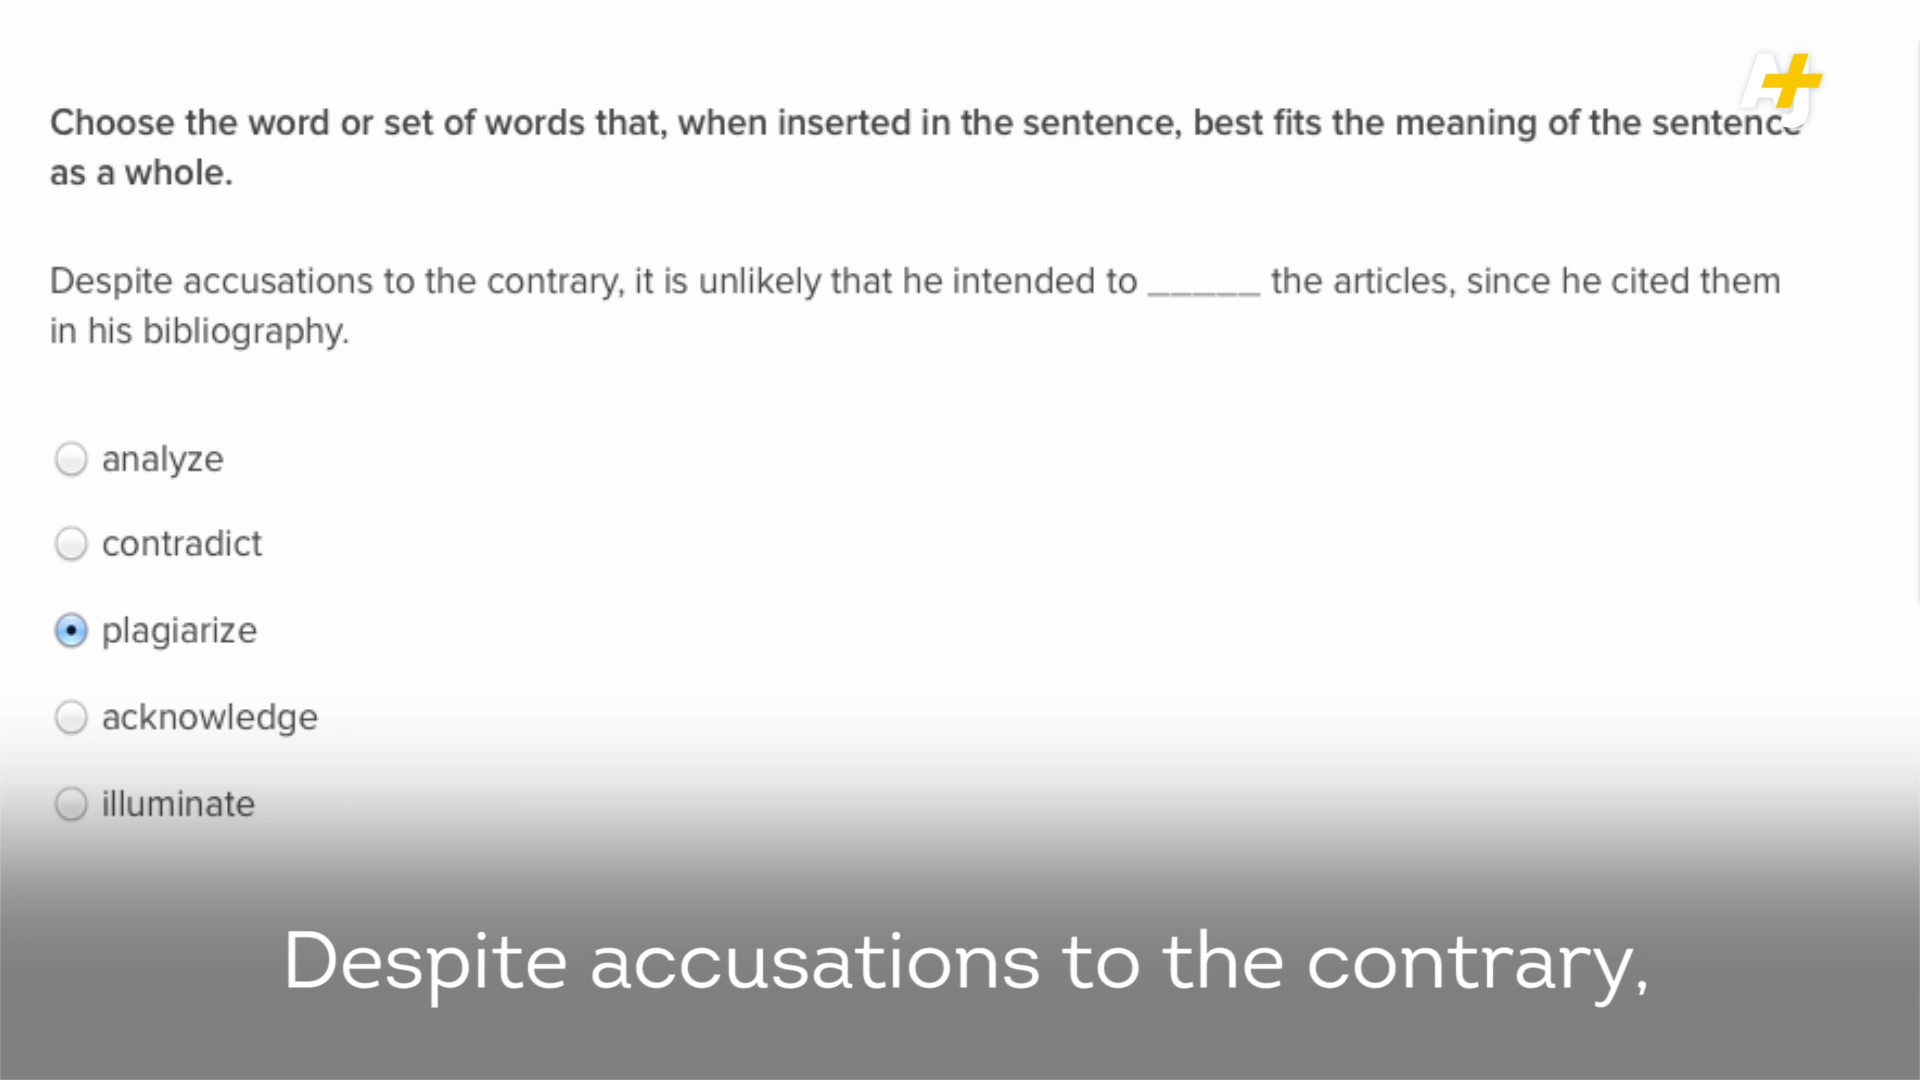 AJ+
Choose the word or set of words that, when inserted in the sentence, best fits the meaning of the sentence
as a whole.
Despite accusations to the contrary, it is unlikely that he intended to _____ the articles, since he cited them
in his bibliography.
analyze
contradict
plagiarize
acknowledge
illuminate
Despite accusations to the contrary,